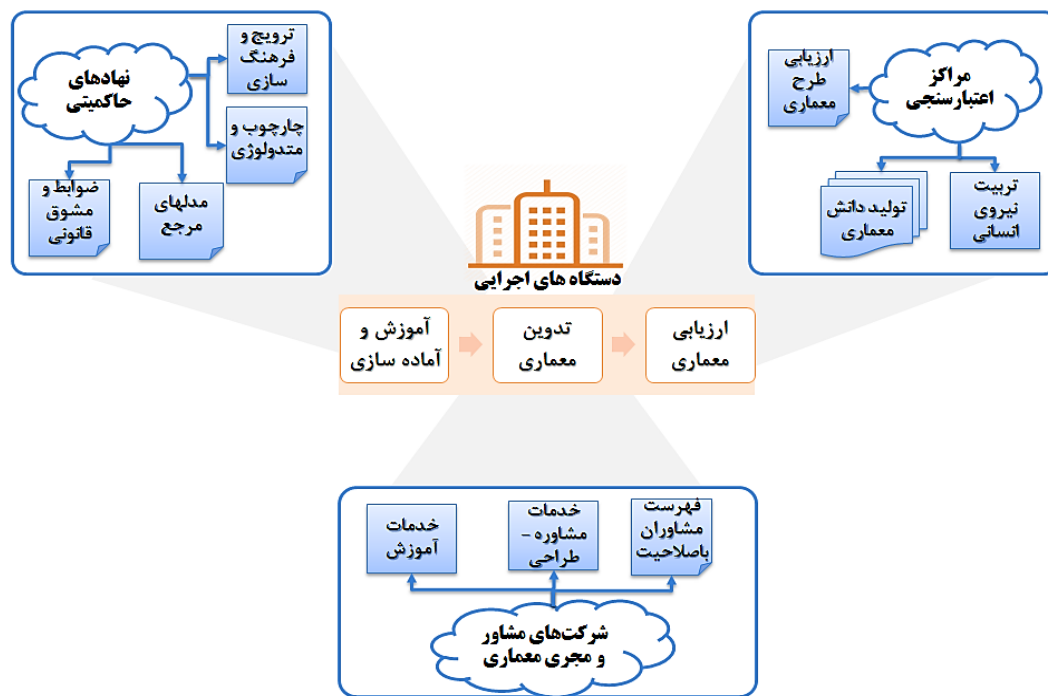 نهادهای
حاکمیتی
ترویج و
فرهنگ
سازی
چارچوب و
متدولوژی
مدلهای
مرجع
ضوابط و
مشوق
قانونی
مراکز
اعتبارسنجی
ارزیابی
طرح
معماری
تولید دانش
معماری
تربیت
نیروی
انسانی
دستگاه های اجرایی
آموزش و
آماده سازی
تدوین
معماری
ارزیابی
معماری
خدمات
آموزش
خدمات
مشاوره –
طراحی
فهرست
مشاوران
باصلاحیت
شرکت‌های مشاور
و مجری معماری